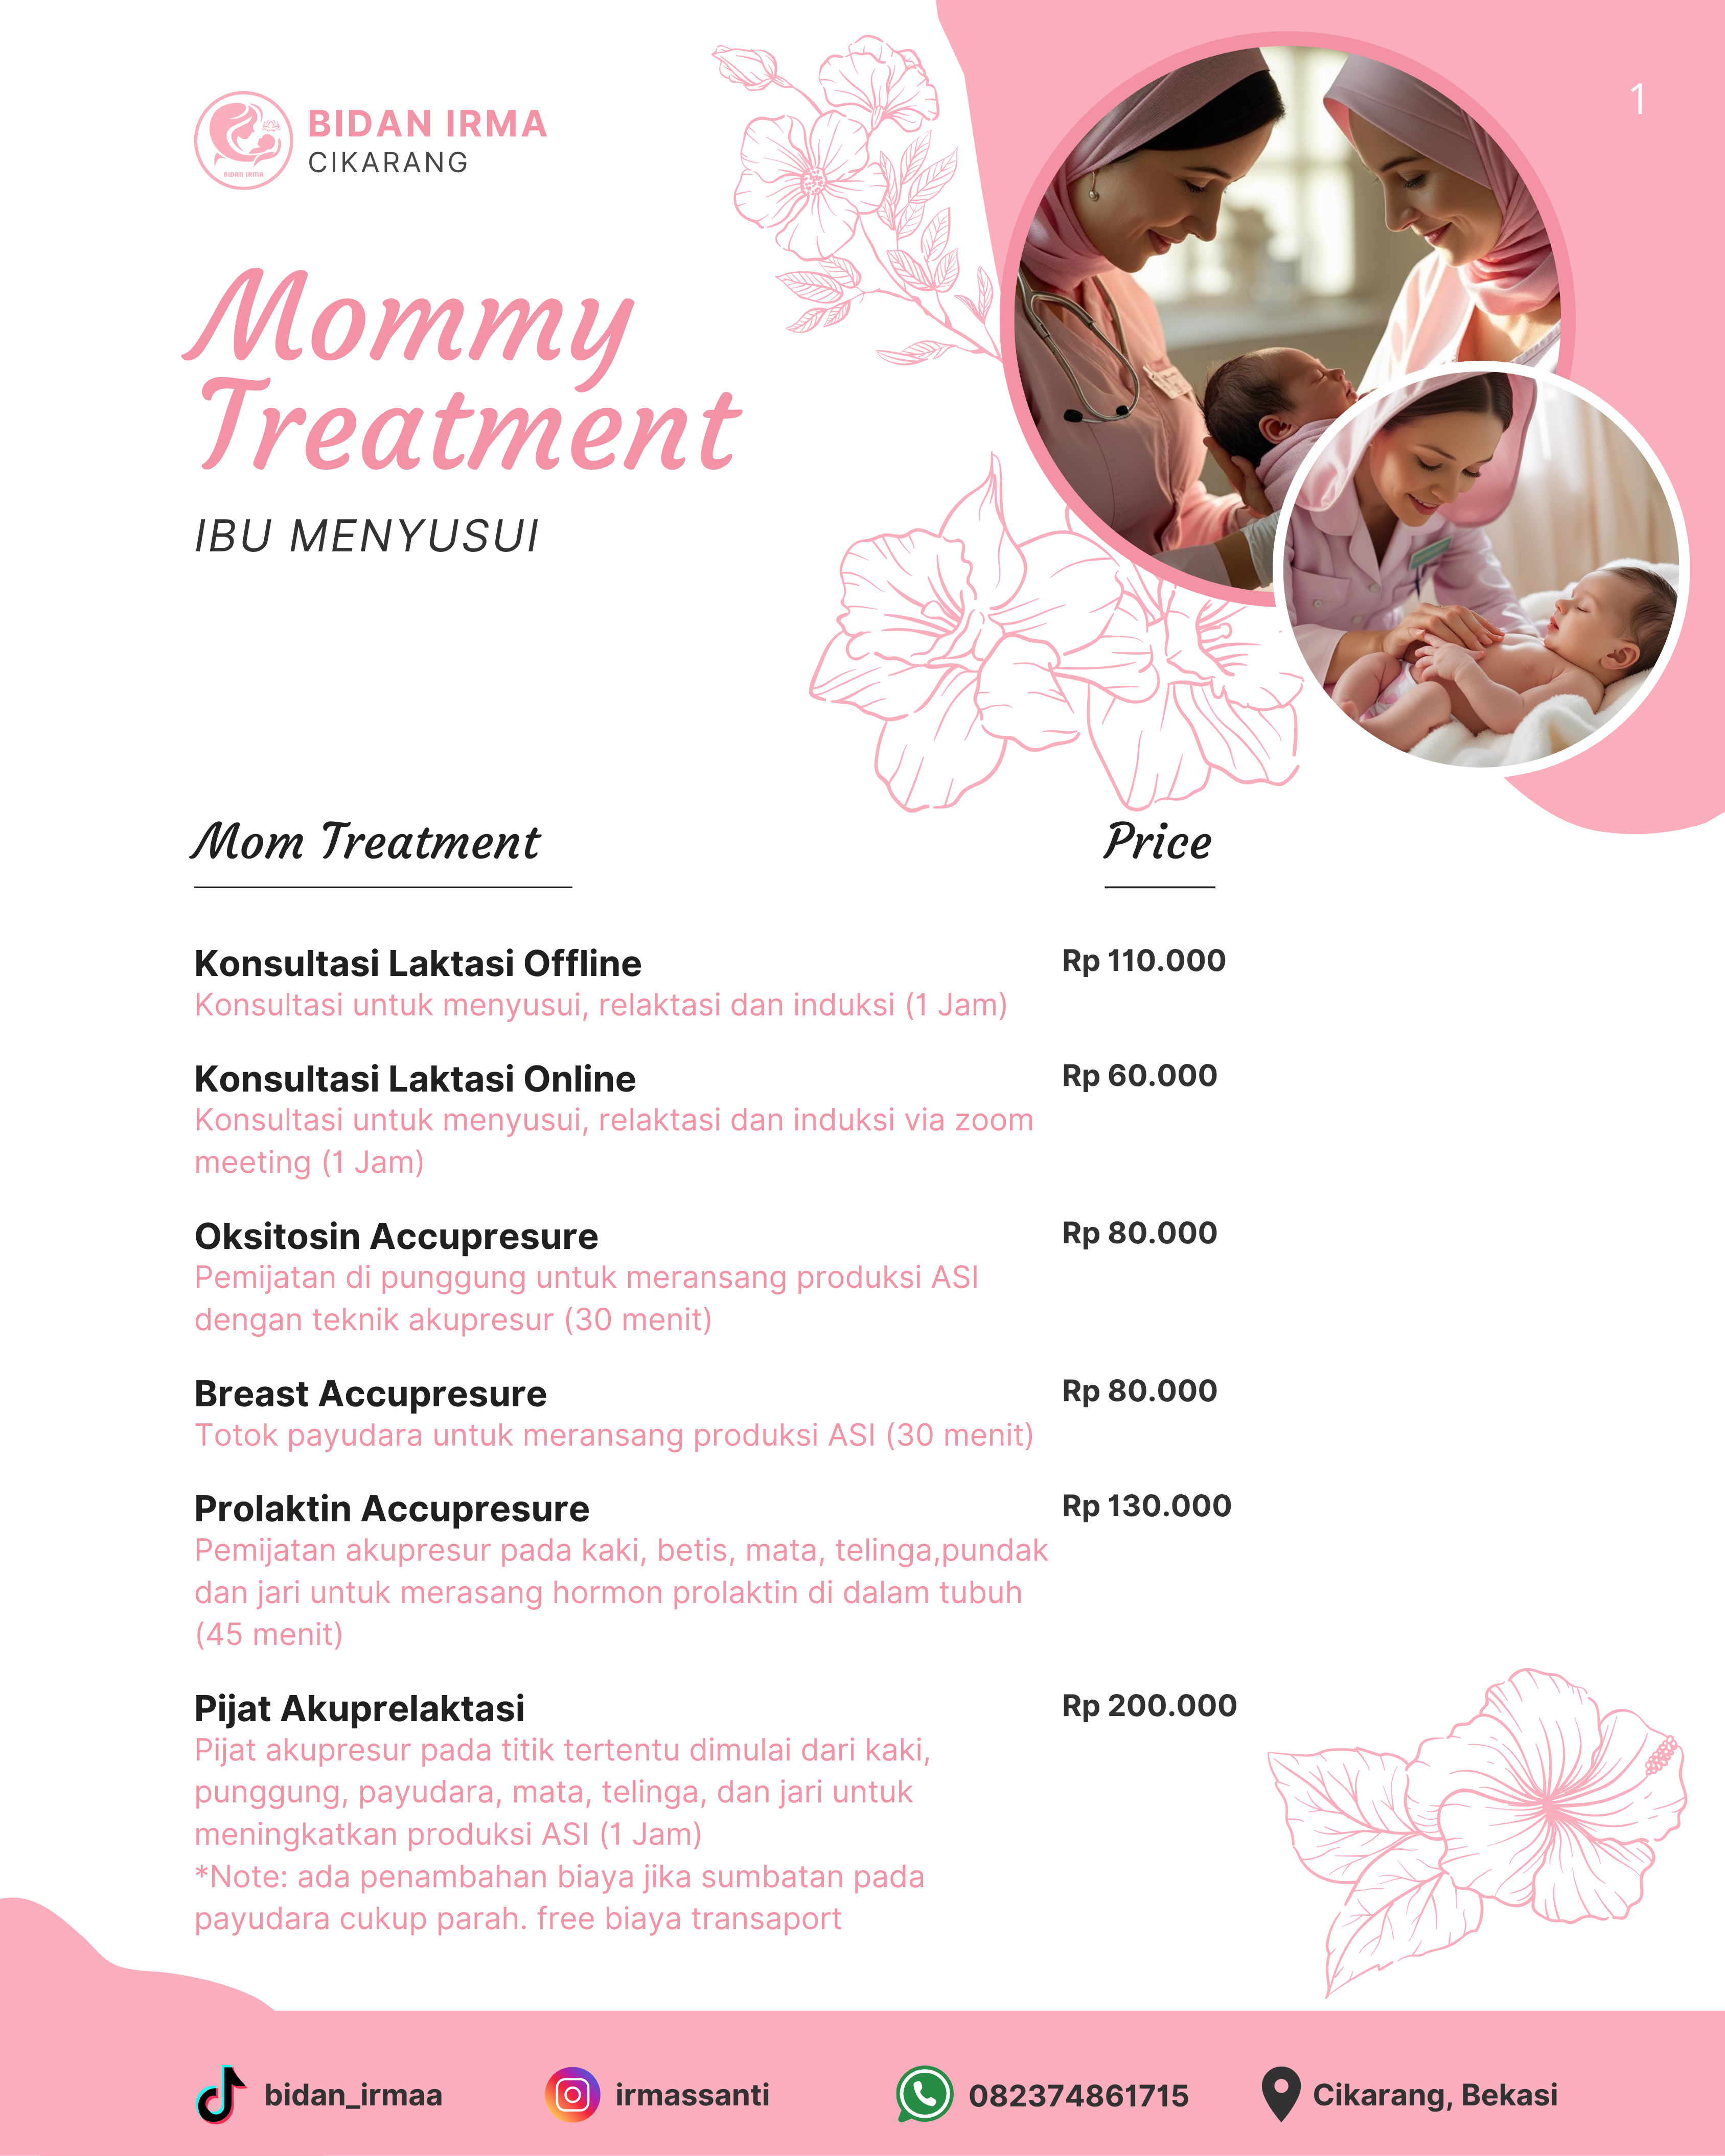 1
BIDAN IRMA
BIDAN IRMA
CIKARANG
Mommy
Treatment
IBU MENYUSUI
Mom Treatment
Price
Konsultasi Laktasi Offline
Rp 110.000
Konsultasi untuk menyusui, relaktasi dan induksi (1 Jam)
Konsultasi Laktasi Online
Rp 60.000
Konsultasi untuk menyusui, relaktasi dan induksi via zoom
meeting (1 Jam)
Oksitosin Accupresure
Rp 80.000
Pemijatan di punggung untuk meransang produksi ASI
dengan teknik akupresur (30 menit)
Breast Accupresure
Rp 80.000
Totok payudara untuk meransang produksi ASI (30 menit)
Prolaktin Accupresure
Rp 130.000
Pemijatan akupresur pada kaki, betis, mata, telinga,pundak
dan jari untuk merasang hormon prolaktin di dalam tubuh
(45 menit)
Pijat Akuprelaktasi
Rp 200.000
Pijat akupresur pada titik tertentu dimulai dari kaki,
punggung, payudara, mata, telinga, dan jari untuk
meningkatkan produksi ASI (1 Jam)
*Note: ada penambahan biaya jika sumbatan pada
payudara cukup parah. free biaya transaport
bidan_irmaa
irmassanti
082374861715
Cikarang, Bekasi